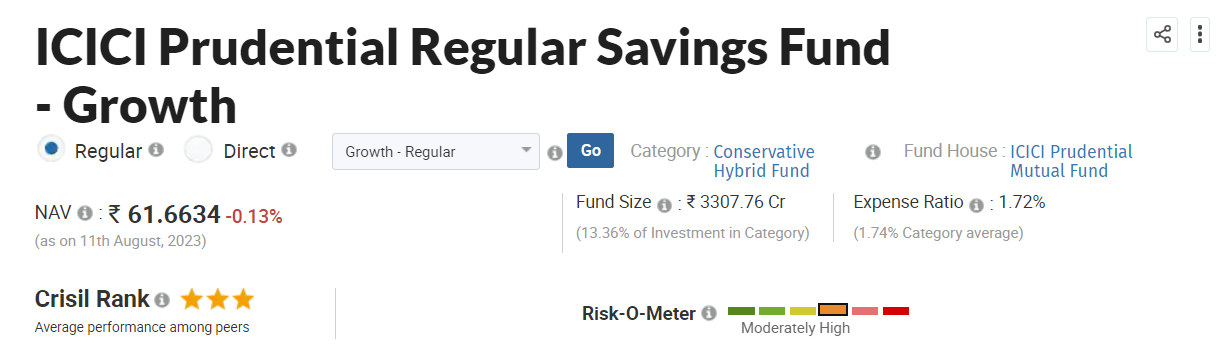 ICICI Prudential Regular Savings Fund
- Growth
Regular Direct Growth - Regular Go Category : Conservative Hybrid Fund Fund House : ICICI Prudential Mutual Fund
NAV : ₹ 61.6634 -0.13%
(as on 11th August, 2023)
Fund Size : ₹ 3307.76 Cr
(13.36% of Investment in Category)
Expense Ratio : 1.72%
(1.74% Category average)
Crisil Rank
Average performance among peers
Risk-O-Meter
Moderately High